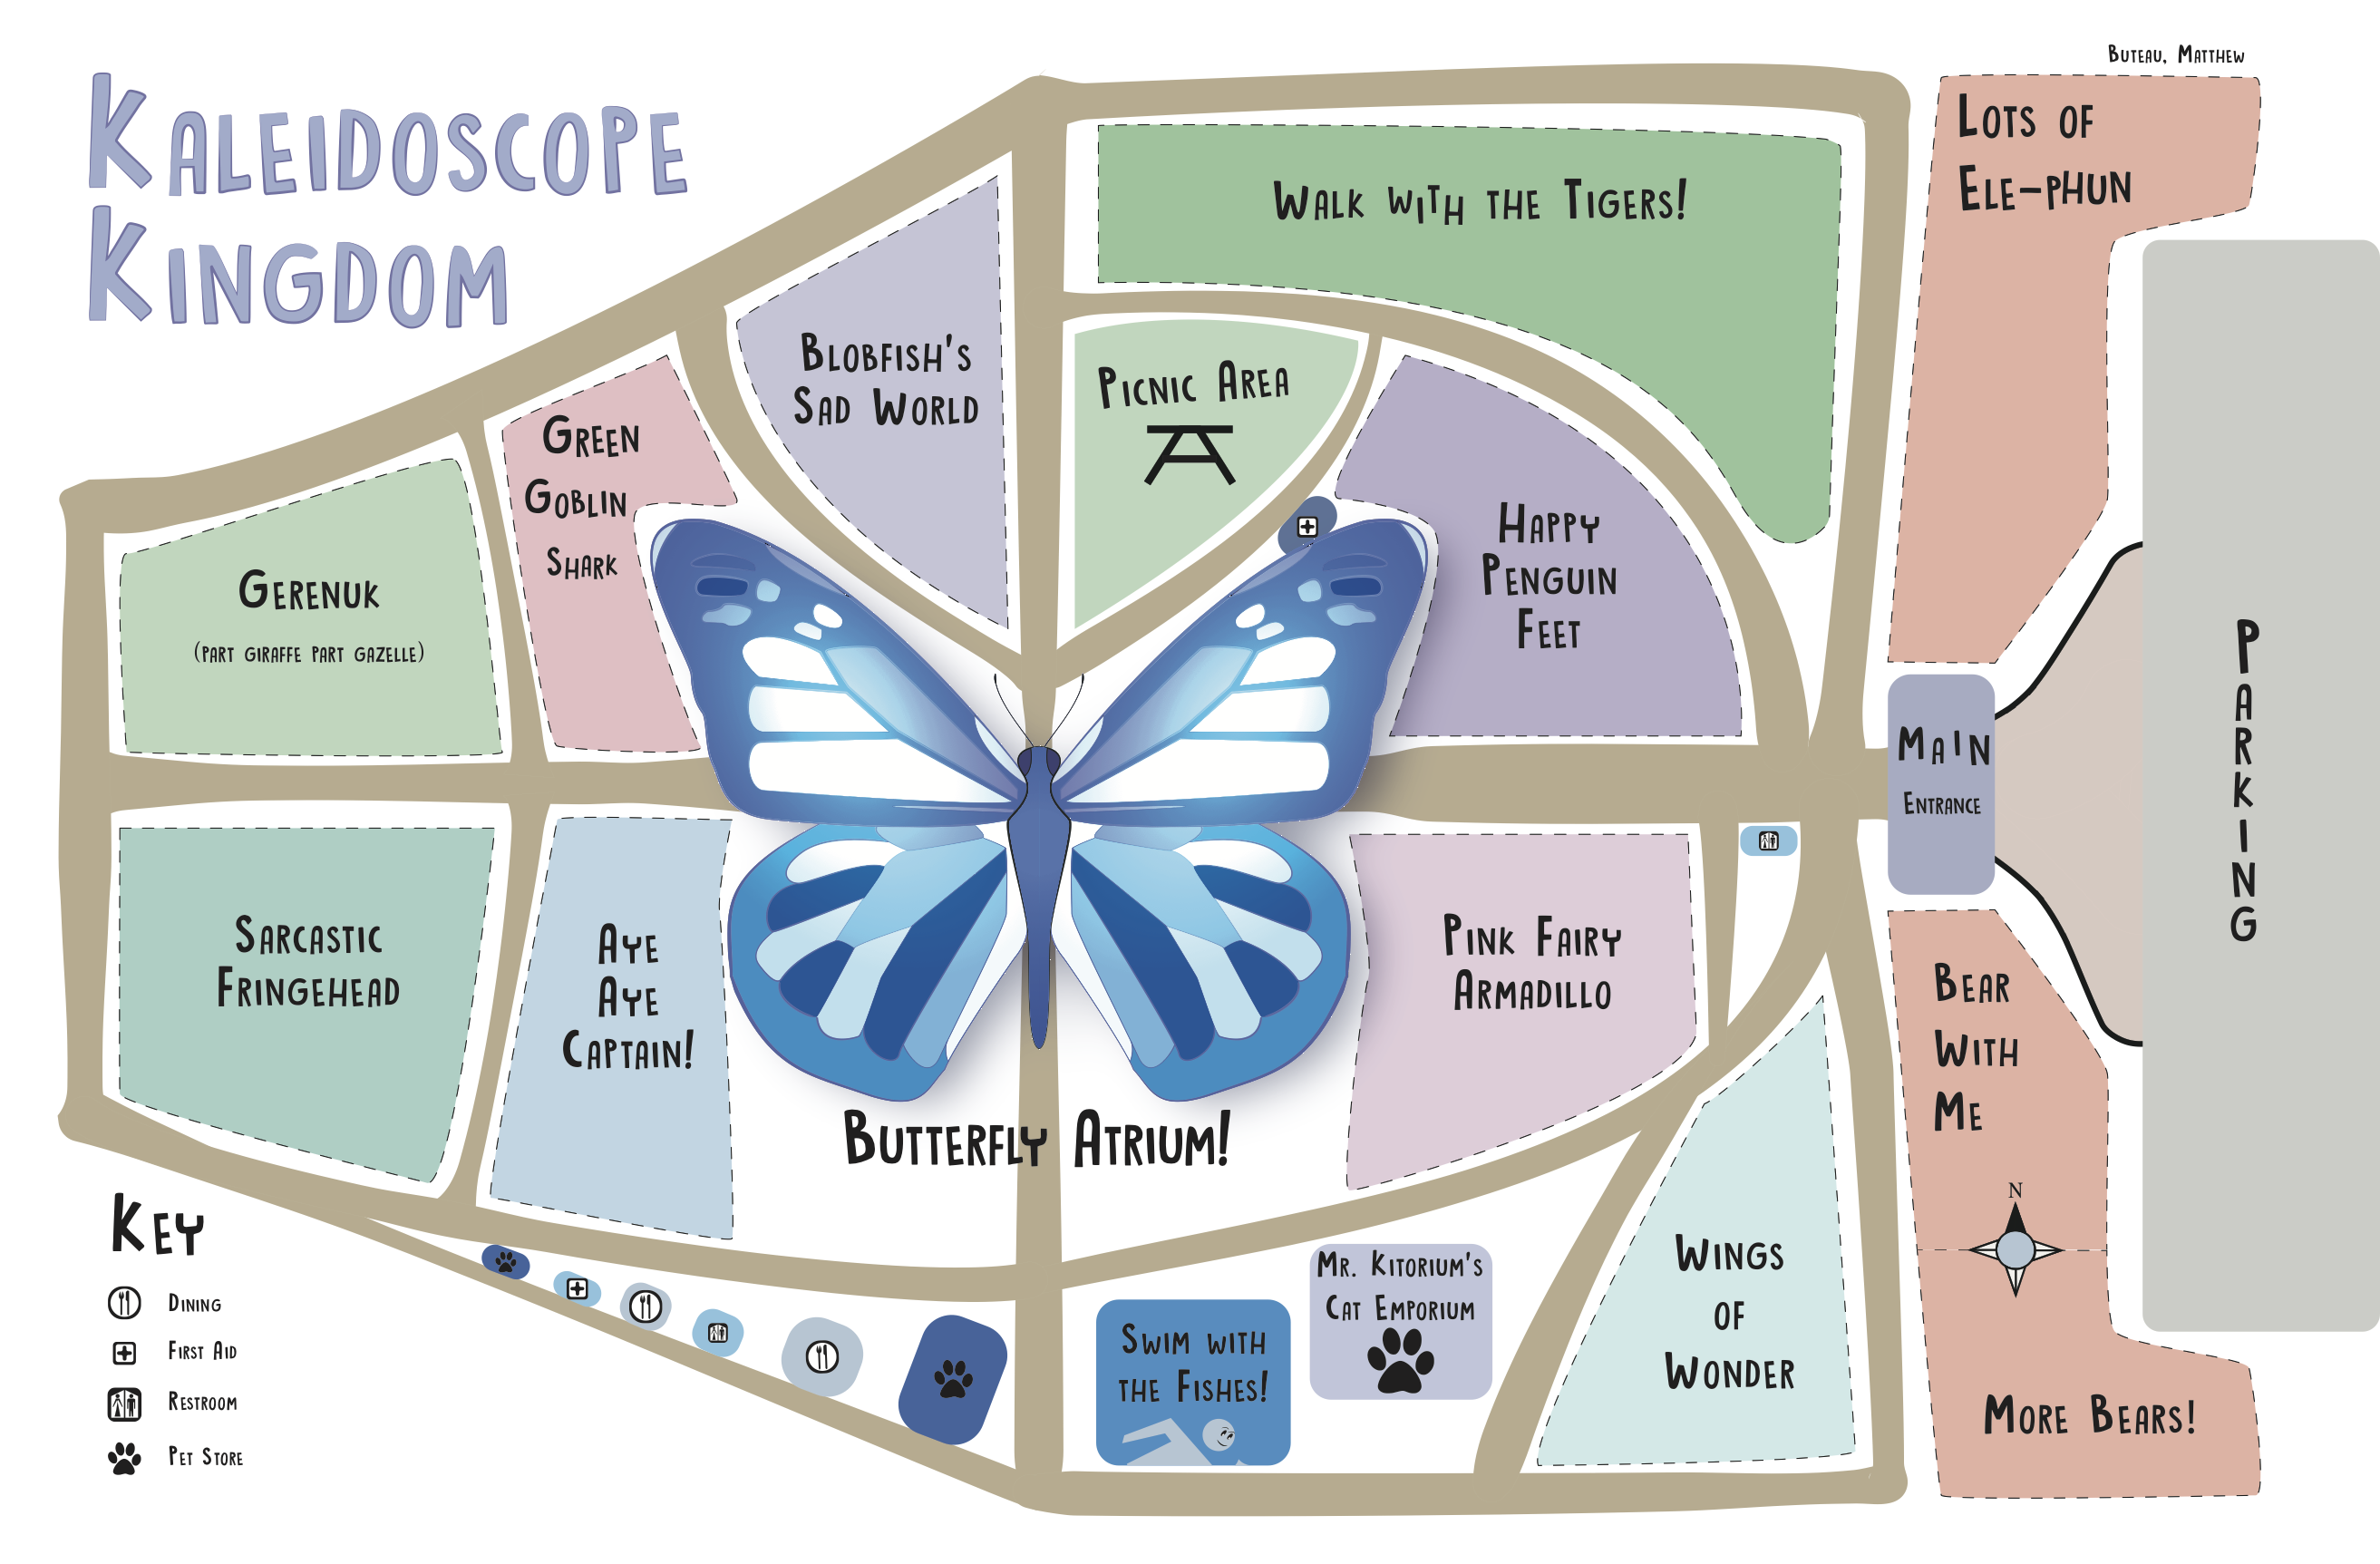 Buteau, Matthew
Kaleidoscope
Kingdom
Lots of
Ele-phun
Walk with the Tigers!
Blobfish's
Sad World
Picnic Area
Green
Goblin
Shark
Happy
Penguin
Feet
Gerenuk
(part giraffe part gazelle)
Main
Entrance
Parking
Sarcastic
Fringehead
Aye
Aye
Captain!
Pink Fairy
Armadillo
Bear
With
Me
Butterfly Atrium!
N
Key
Dining
First Aid
Restroom
Pet Store
Mr. Kitorium's
Cat Emporium
Swim with
the Fishes!
Wings
of
Wonder
More Bears!